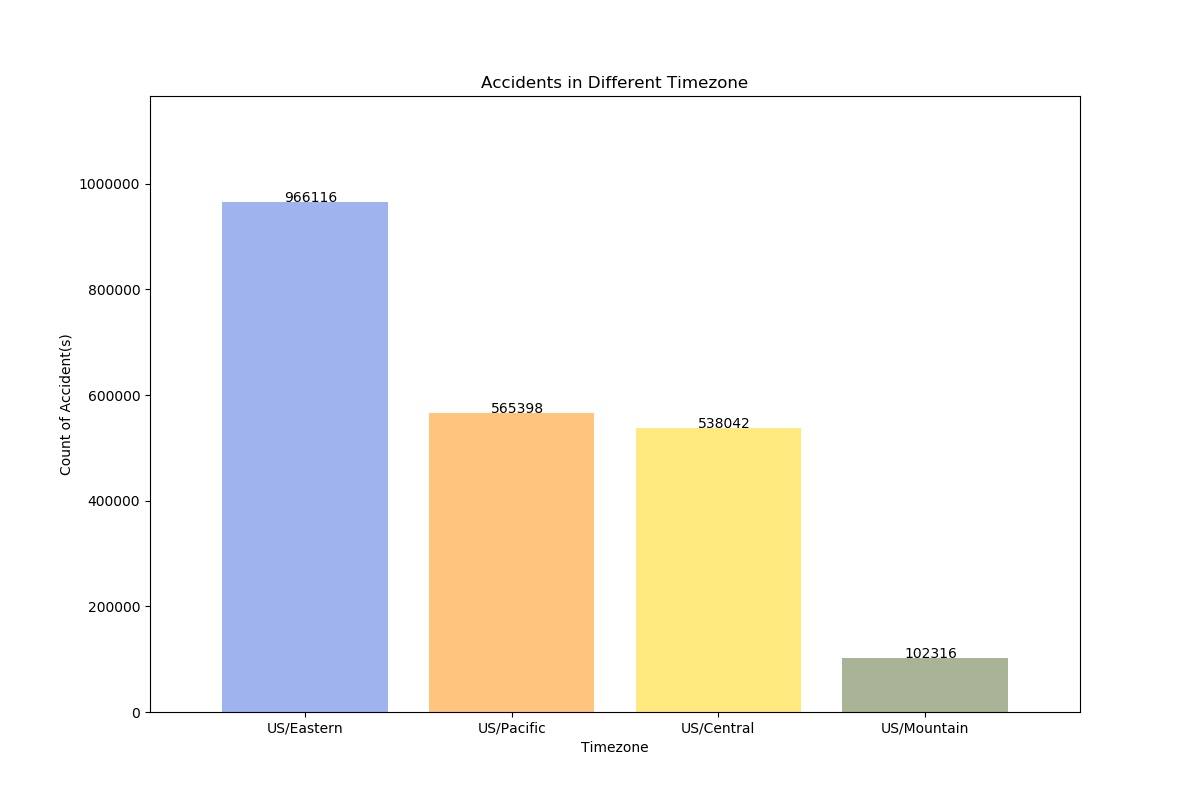 Accidents in Different Timezone
Count of Accident(s)
1000000
800000
600000
400000
200000
0
966116
565398
538042
102316
US/Eastern
US/Pacific
US/Central
US/Mountain
Timezone